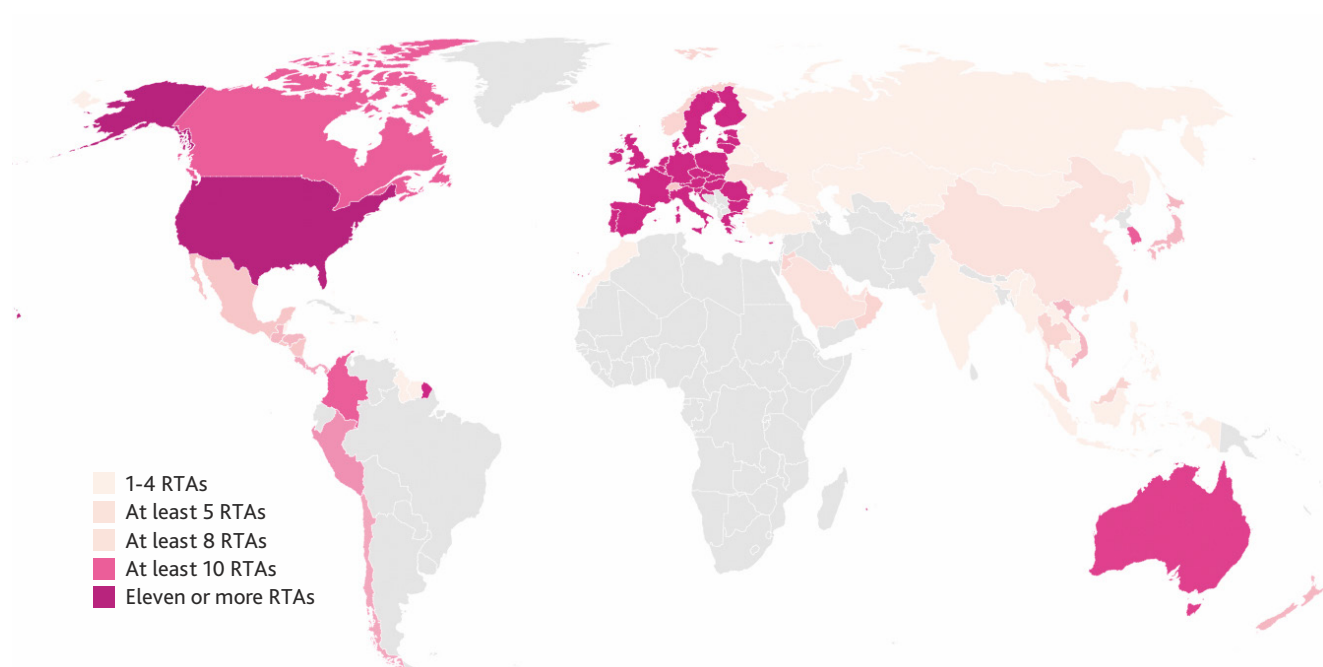 1-4 RTAs
At least 5 RTAs
At least 8 RTAs
At least 10 RTAs
Eleven or more RTAs